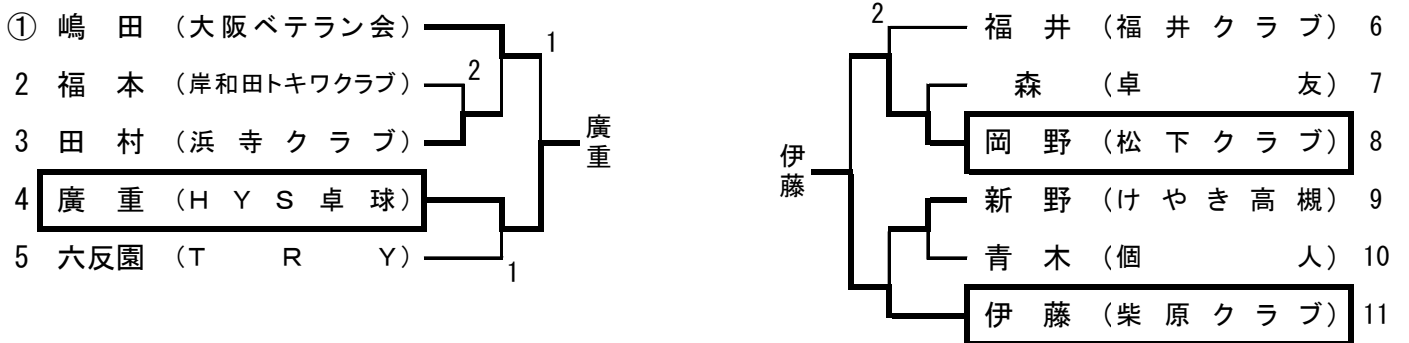 ① 嶋 田 (大阪ベテラン会)
1
2 福 本 (岸和田トキワクラブ)
2
3 田 村 (浜 寺 ク ラ ブ)
廣重
4 廣 重 (H Y S 卓 球)
5 六反園 (T R Y)
1
2
福 井 (福 井 ク ラ ブ) 6
森 (卓 友) 7
岡 野 (松 下 ク ラ ブ) 8
伊藤
新 野 (け や き 高 槻) 9
青 木 (個 人) 10
伊 藤 (柴 原 ク ラ ブ) 11